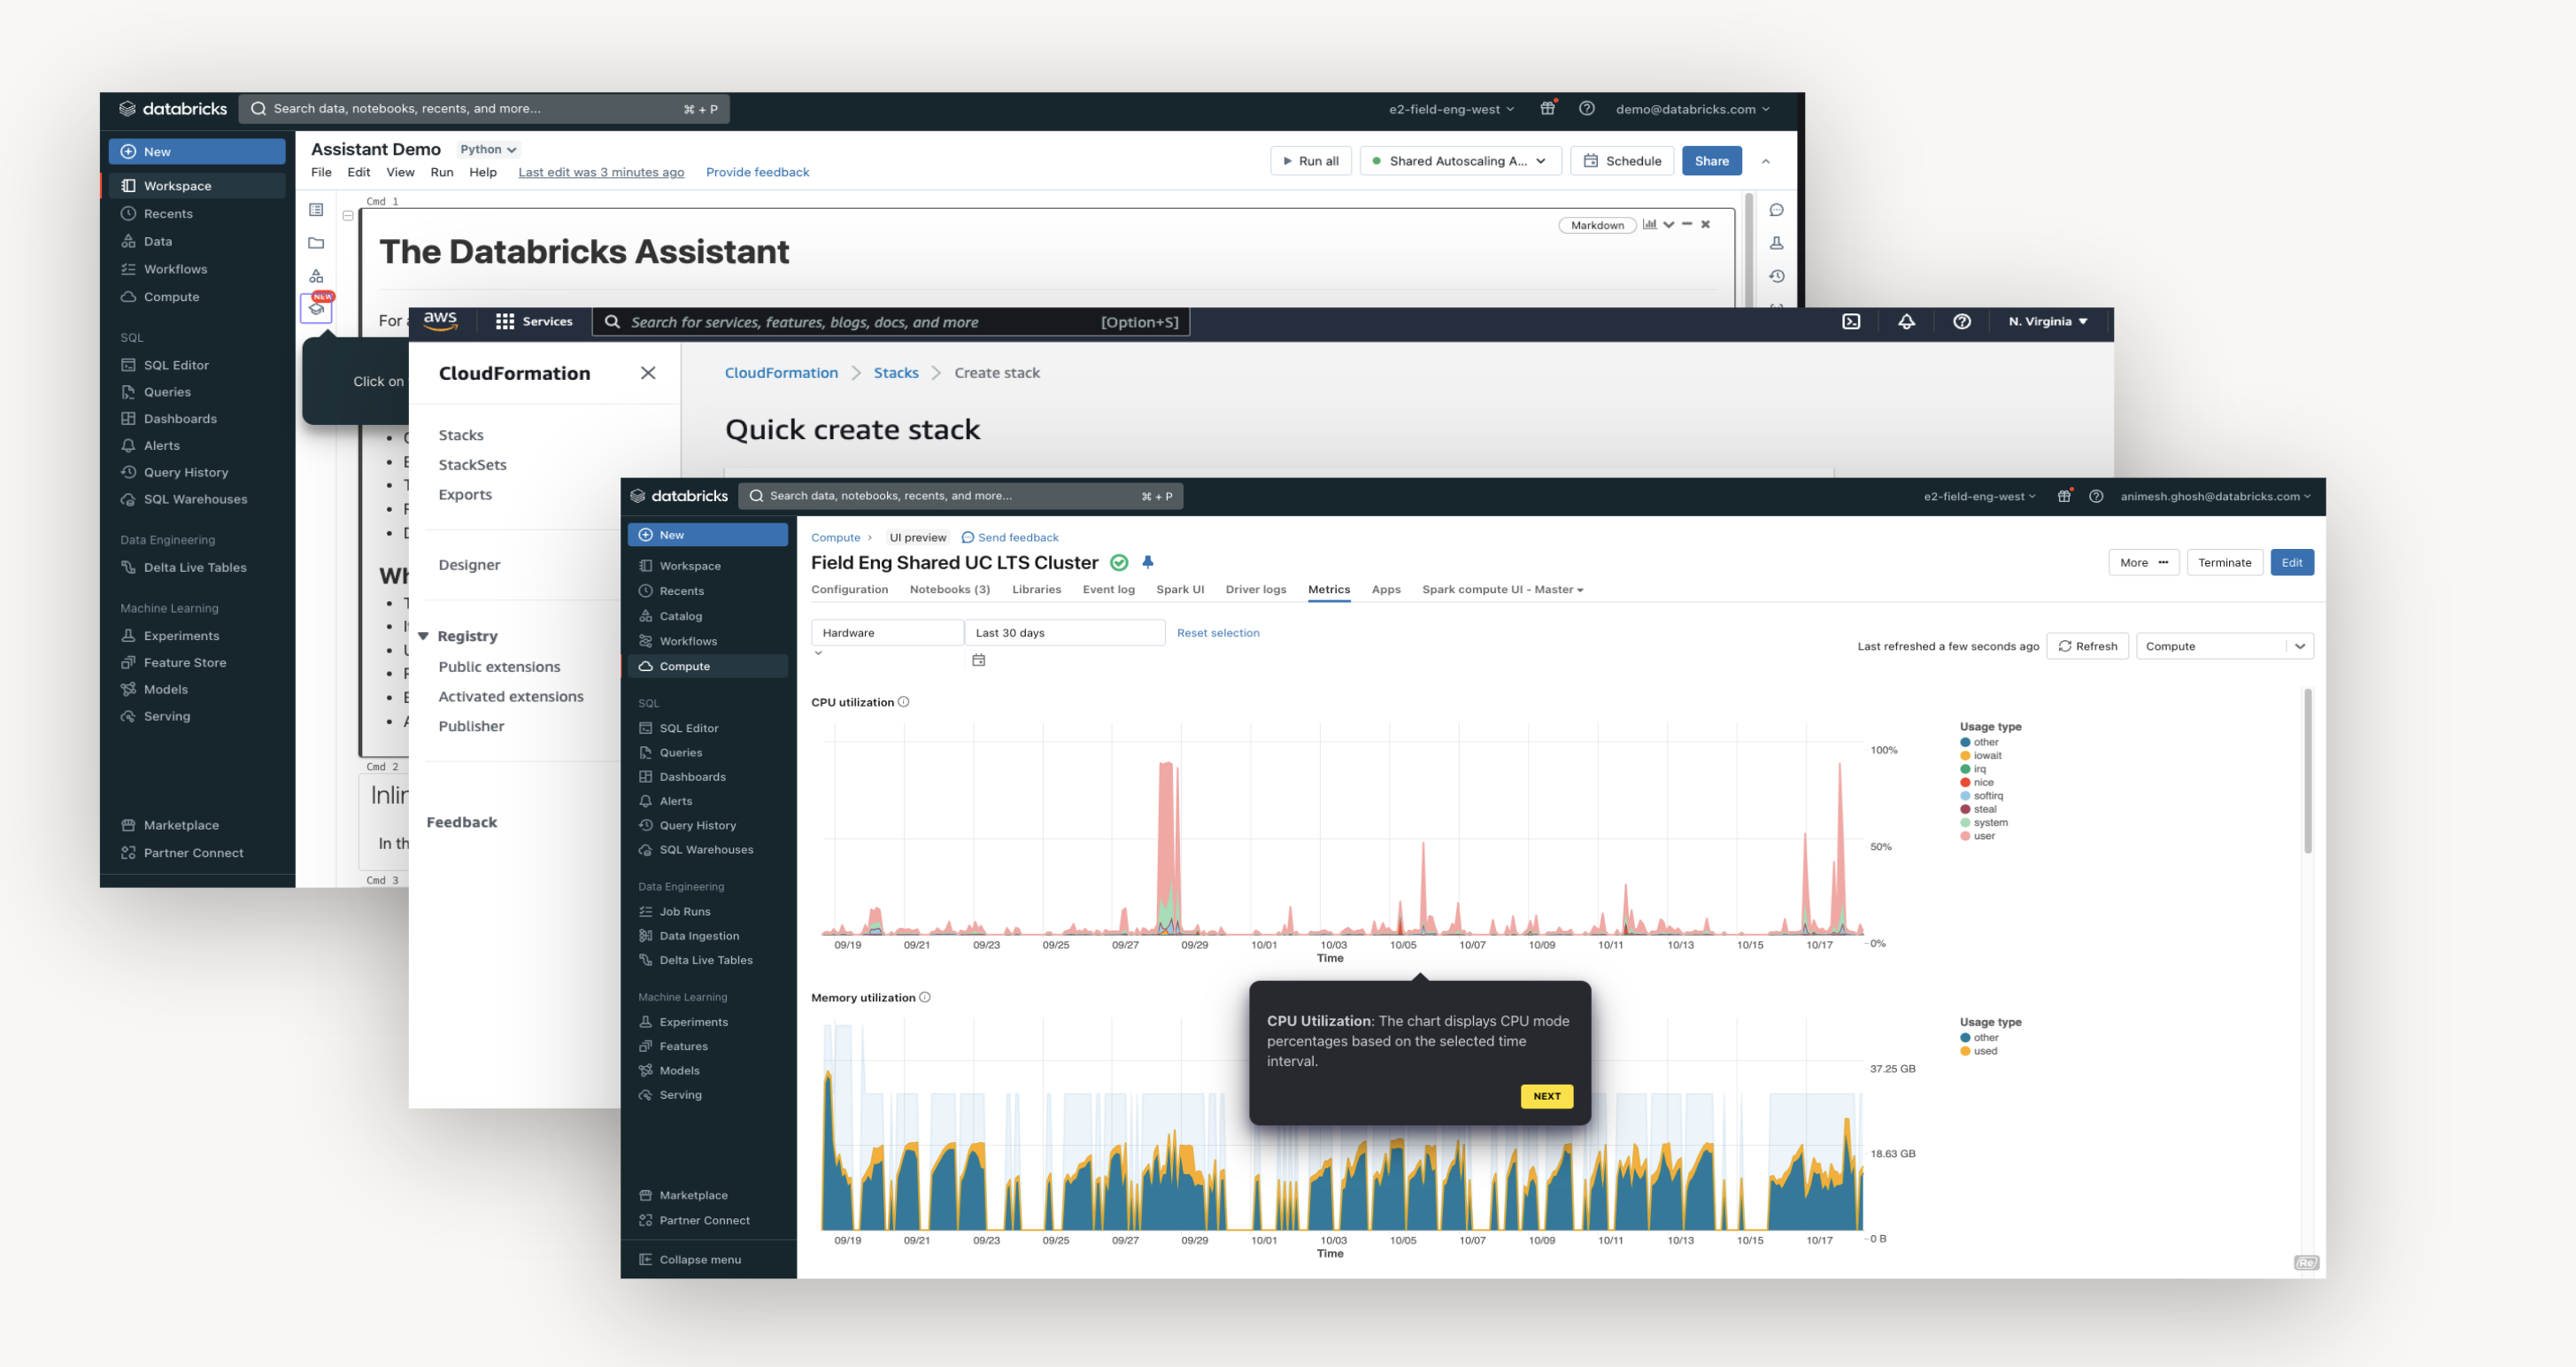 databricks
Search data, notebooks, recents, and more...
⌘ + P
e2-field-eng-west
demo@databricks.com
New
Workspace
Recents
Data
Workflows
Compute
SQL
SQL Editor
Queries
Dashboards
Alerts
Query History
SQL Warehouses
Data Engineering
Delta Live Tables
Machine Learning
Experiments
Feature Store
Models
Serving
Marketplace
Partner Connect
Assistant Demo
Python
File Edit View Run Help Last edit was 3 minutes ago Provide feedback
Run all
Shared Autoscaling A...
Schedule
Share
Cmd 1
Markdown
The Databricks Assistant
NEW
For
Click on
Cmd 2
In th
Cmd 3
aws
Services
Search for services, features, blogs, docs, and more
[Option+S]
N. Virginia
CloudFormation
Stacks
StackSets
Exports
Designer
Registry
Public extensions
Activated extensions
Publisher
Feedback
CloudFormation > Stacks > Create stack
Quick create stack
databricks
Search data, notebooks, recents, and more...
⌘ + P
e2-field-eng-west
animesh.ghosh@databricks.com
New
Workspace
Recents
Catalog
Workflows
Compute
SQL
SQL Editor
Queries
Dashboards
Alerts
Query History
SQL Warehouses
Data Engineering
Job Runs
Data Ingestion
Delta Live Tables
Machine Learning
Experiments
Features
Models
Serving
Marketplace
Partner Connect
Collapse menu
Compute › UI preview Send feedback
Field Eng Shared UC LTS Cluster
More ···
Terminate
Edit
Configuration Notebooks (3) Libraries Event log Spark UI Driver logs Metrics Apps Spark compute UI - Master
Hardware
Last 30 days
Reset selection
Last refreshed a few seconds ago
Refresh
Compute
CPU utilization
100%
50%
0%
09/19 09/21 09/23 09/25 09/27 09/29 10/01 10/03 10/05 10/07 10/09 10/11 10/13 10/15 10/17
Time
Usage type
other
iowait
irq
nice
softirq
steal
system
user
CPU Utilization: The chart displays CPU mode
percentages based on the selected time
interval.
NEXT
Memory utilization
37.25 GB
18.63 GB
0 B
09/19 09/21 09/23 09/25 09/27 09/29 10/01 10/03 10/05 10/07 10/09 10/11 10/13 10/15 10/17
Time
Usage type
other
used